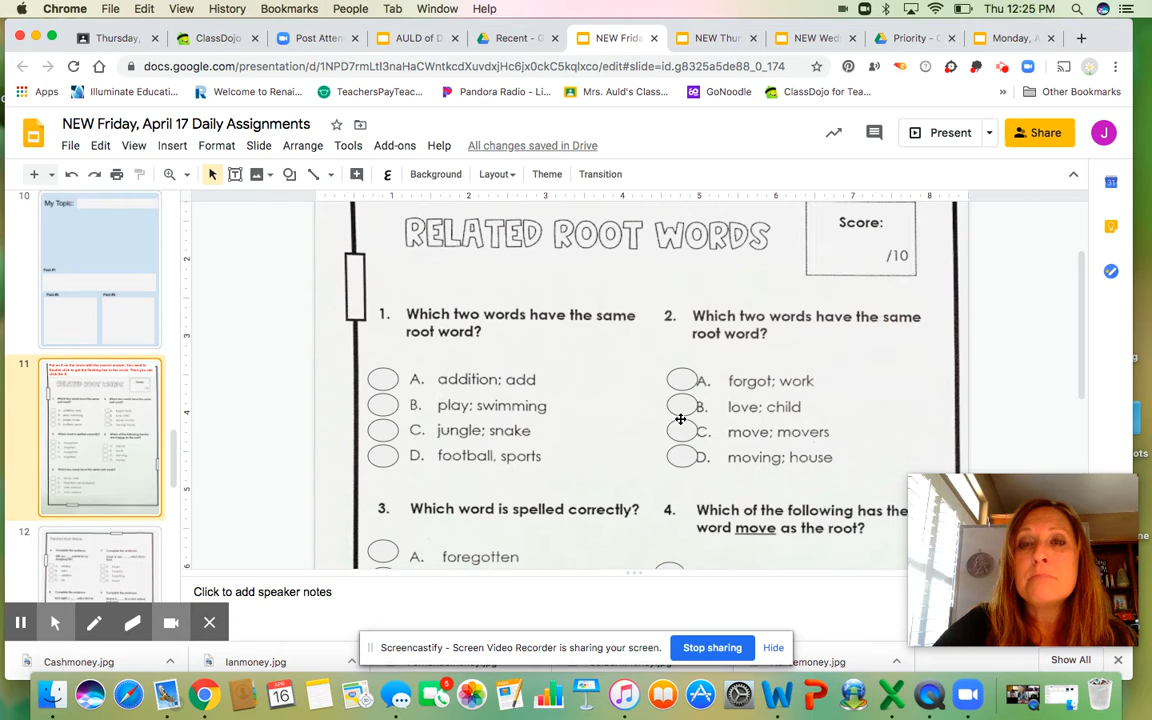 Chrome File Edit View History Bookmarks People Tab Window Help Thu 12:25 PM
Thursday, ClassDojo Post Atten AULD of D Recent - G NEW Frida NEW Thur NEW Wed Priority - G Monday, A
docs.google.com/presentation/d/1NPD7rmLtI3naHaCWntkcdXuvdxjHc6jx0ckC5kqlxco/edit#slide=id.g8325a5de88_0_174
Apps Illuminate Educati... Welcome to Renai... TeachersPayTeac... Pandora Radio - Li... Mrs. Auld's Class... GoNoodle ClassDojo for Tea... » Other Bookmarks
NEW Friday, April 17 Daily Assignments
Present Share J
File Edit View Insert Format Slide Arrange Tools Add-ons Help All changes saved in Drive
Background Layout Theme Transition
10
My Topic:
11
RELATED ROOT WORDS
12
RELATED ROOT WORDS
Score:
/10
1. Which two words have the same
root word?
A. addition; add
B. play; swimming
C. jungle; snake
D. football, sports
2. Which two words have the same
root word?
A. forgot; work
B. love; child
C. move; movers
D. moving; house
3. Which word is spelled correctly?
A. foregotten
4. Which of the following has the
word move as the root?
Click to add speaker notes
Screencastify - Screen Video Recorder is sharing your screen. Stop sharing Hide
Cashmoney.jpg Ianmoney.jpg Show All